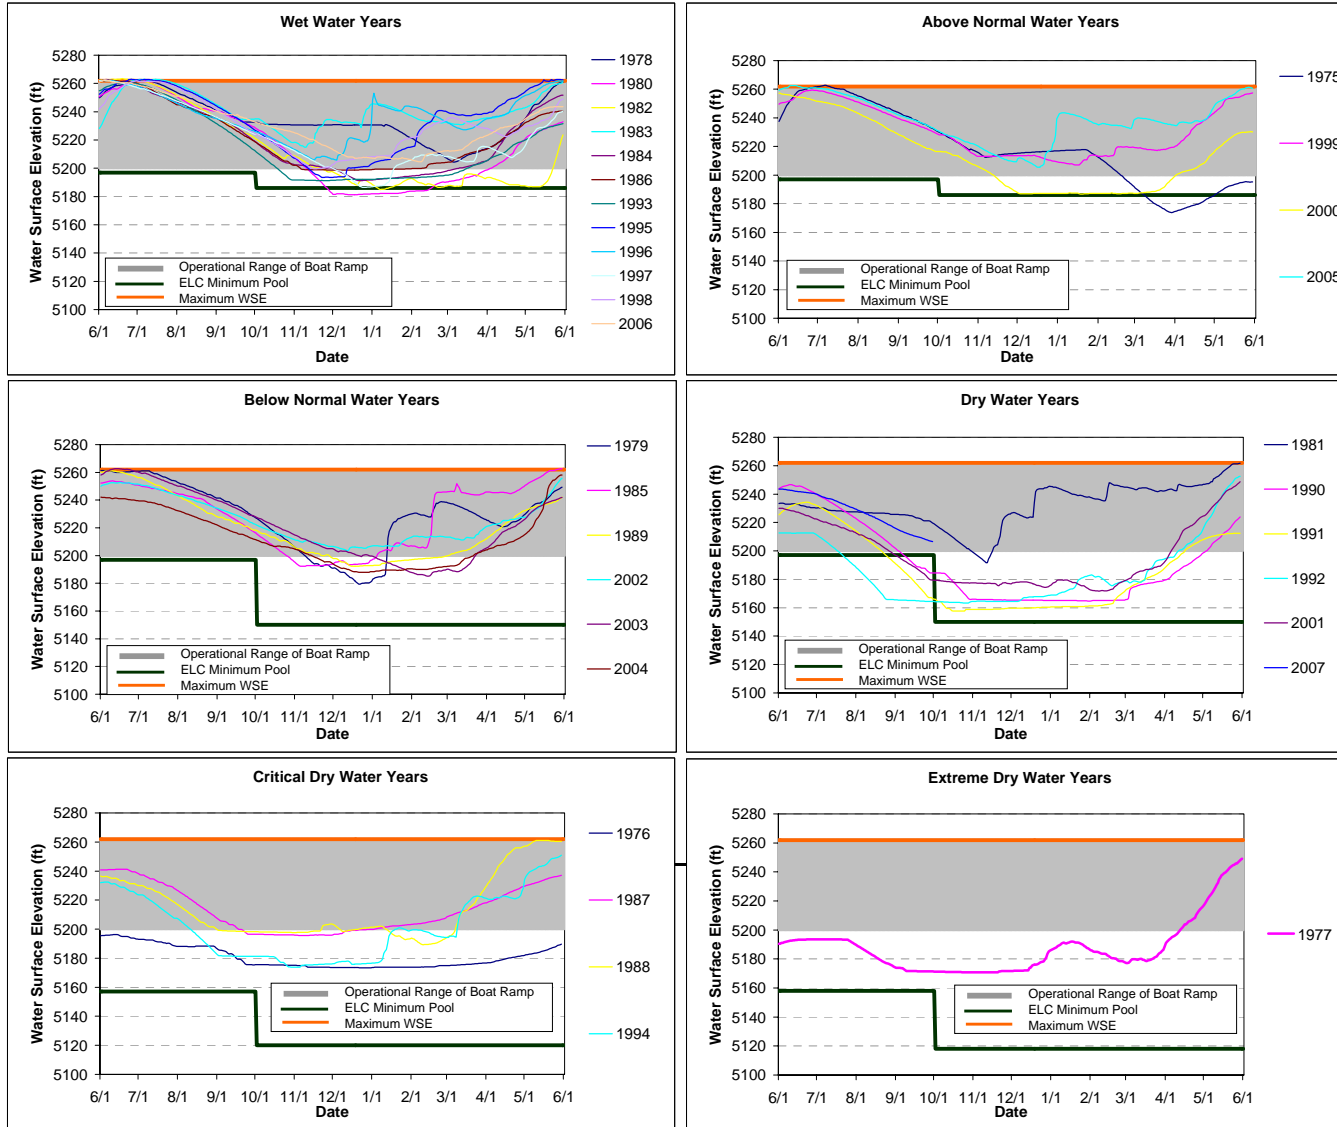 Wet Water Years
Water Surface Elevation (ft)
5280
5260
5240
5220
5200
5180
5160
5140
5120
5100
6/1 7/1 8/1 9/1 10/1 11/1 12/1 1/1 2/1 3/1 4/1 5/1 6/1
Date
Operational Range of Boat Ramp
ELC Minimum Pool
Maximum WSE
1978
1980
1982
1983
1984
1986
1993
1995
1996
1997
1998
2006
Above Normal Water Years
Water Surface Elevation (ft)
5280
5260
5240
5220
5200
5180
5160
5140
5120
5100
6/1 7/1 8/1 9/1 10/1 11/1 12/1 1/1 2/1 3/1 4/1 5/1 6/1
Date
Operational Range of Boat Ramp
ELC Minimum Pool
Maximum WSE
1975
1999
2000
2005
Below Normal Water Years
Water Surface Elevation (ft)
5280
5260
5240
5220
5200
5180
5160
5140
5120
5100
6/1 7/1 8/1 9/1 10/1 11/1 12/1 1/1 2/1 3/1 4/1 5/1 6/1
Date
Operational Range of Boat Ramp
ELC Minimum Pool
Maximum WSE
1979
1985
1989
2002
2003
2004
Dry Water Years
Water Surface Elevation (ft)
5280
5260
5240
5220
5200
5180
5160
5140
5120
5100
6/1 7/1 8/1 9/1 10/1 11/1 12/1 1/1 2/1 3/1 4/1 5/1 6/1
Date
Operational Range of Boat Ramp
ELC Minimum Pool
Maximum WSE
1981
1990
1991
1992
2001
2007
Critical Dry Water Years
Water Surface Elevation (ft)
5280
5260
5240
5220
5200
5180
5160
5140
5120
5100
6/1 7/1 8/1 9/1 10/1 11/1 12/1 1/1 2/1 3/1 4/1 5/1 6/1
Date
Operational Range of Boat Ramp
ELC Minimum Pool
Maximum WSE
1976
1987
1988
1994
Extreme Dry Water Years
Water Surface Elevation (ft)
5280
5260
5240
5220
5200
5180
5160
5140
5120
5100
6/1 7/1 8/1 9/1 10/1 11/1 12/1 1/1 2/1 3/1 4/1 5/1 6/1
Date
Operational Range of Boat Ramp
ELC Minimum Pool
Maximum WSE
1977